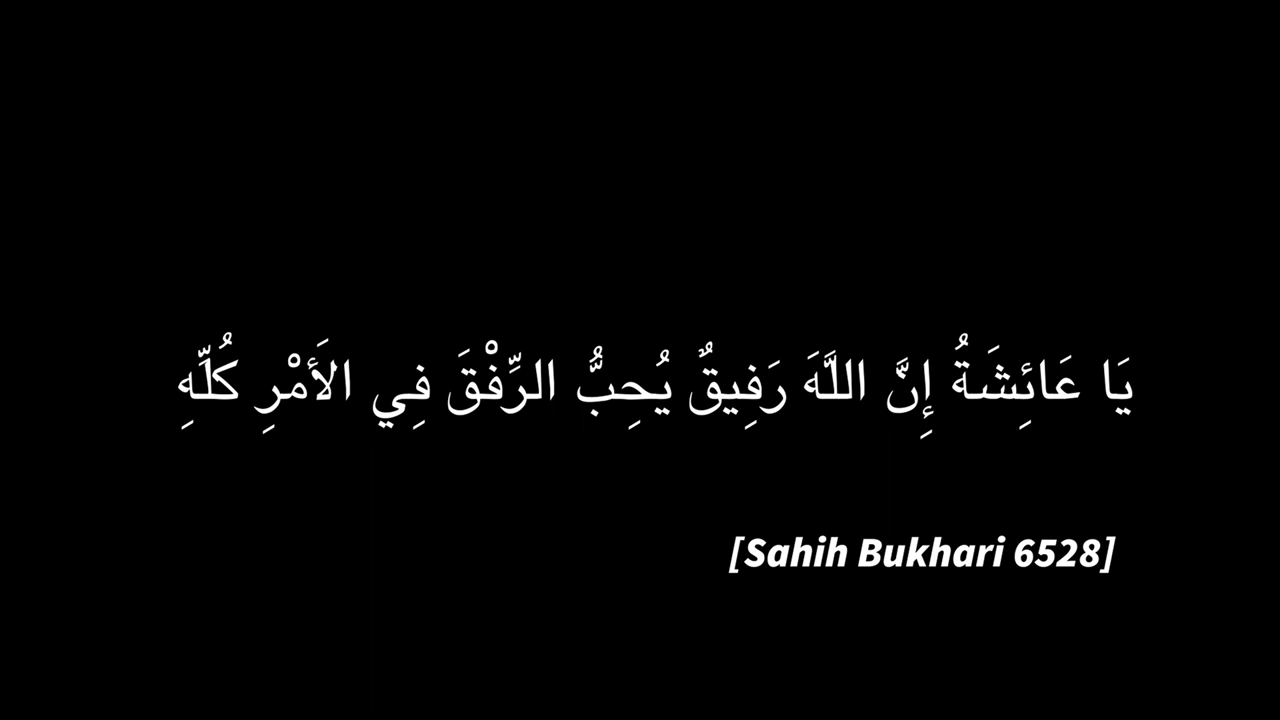 يَا عَائِشَةُ إِنَّ اللَّهَ رَفِيقٌ يُحِبُّ الرِّفْقَ فِي الأَمْرِ كُلِّهِ
[Sahih Bukhari 6528]